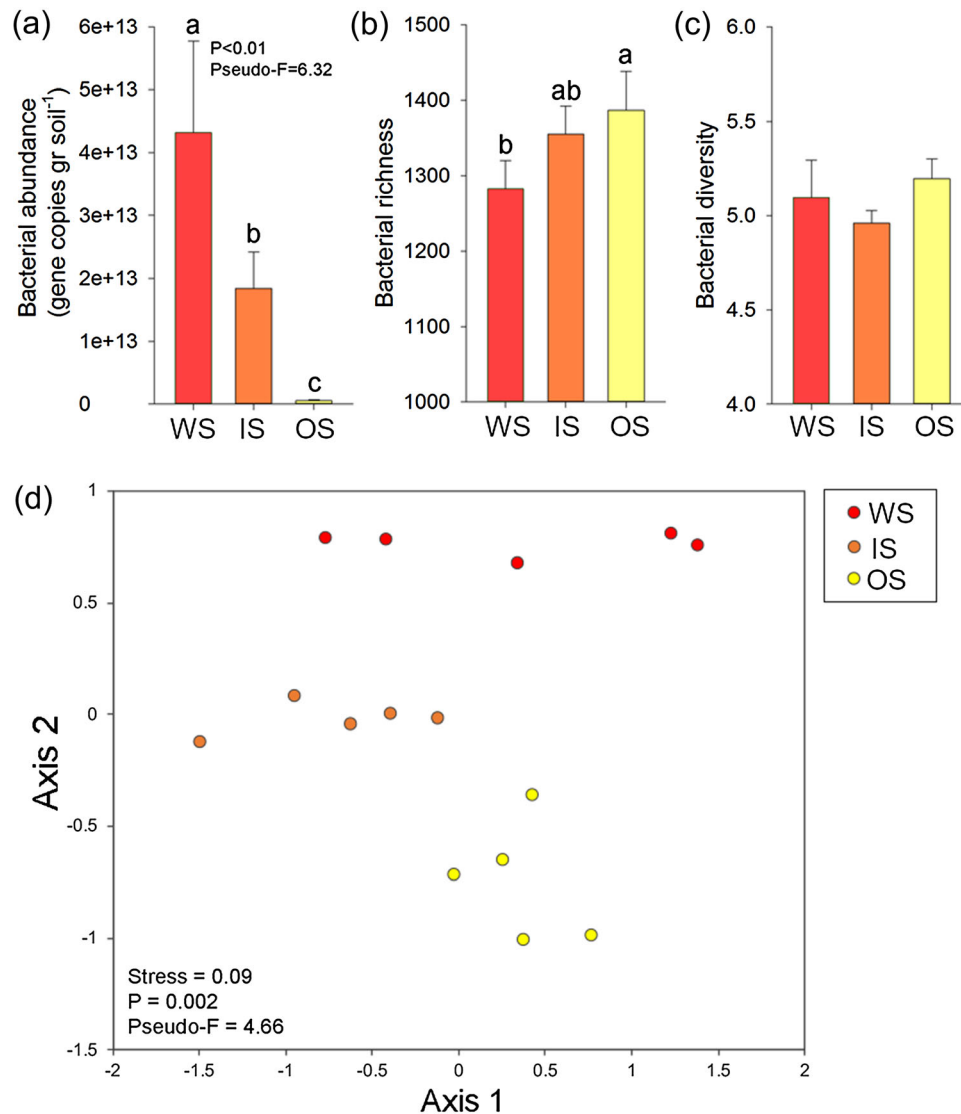 (a)
6e+13
5e+13
4e+13
3e+13
2e+13
1e+13
0
Bacterial abundance
(gene copies gr soil⁻¹)
a
b
c
P<0.01
Pseudo-F=6.32
WS IS OS
(b)
1500
1400
1300
1200
1100
1000
Bacterial richness
b
ab
a
WS IS OS
(c)
6.0
5.5
5.0
4.5
4.0
Bacterial diversity
WS IS OS
(d)
1
0.5
0
-0.5
-1
-1.5
Axis 2
Stress = 0.09
P = 0.002
Pseudo-F = 4.66
-2 -1.5 -1 -0.5 0 0.5 1 1.5 2
Axis 1
WS
IS
OS